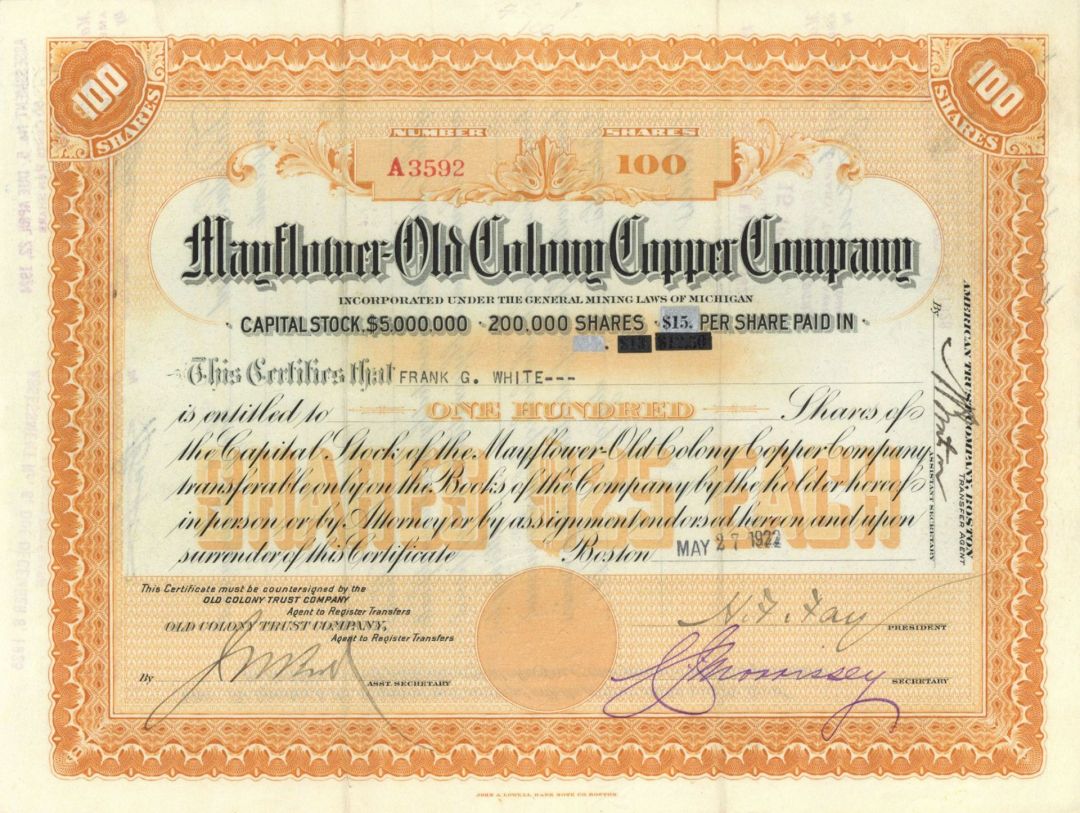 100 SHARES
100 SHARES
NUMBER
SHARES
A3592
100
Mayflower-Old Colony Copper Company
INCORPORATED UNDER THE GENERAL MINING LAWS OF MICHIGAN
CAPITAL STOCK, $5,000,000 200,000 SHARES $15. PER SHARE PAID IN
This Certifies that FRANK G. WHITE---
is entitled to ONE HUNDRED Shares of
the Capital Stock of the Mayflower-Old Colony Copper Company
transferable only on the Books of the Company by the holder hereof
in person or by Attorney or by assignment endorsed hereon and upon
surrender of this Certificate Boston MAY 27 1922
SHARES $25 EACH
This Certificate must be countersigned by the
OLD COLONY TRUST COMPANY
Agent to Register Transfers
OLD COLONY TRUST COMPANY,
Agent to Register Transfers
By
ASST. SECRETARY
N. F. Fay
PRESIDENT
Morrissey
SECRETARY
AMERICAN TRUST COMPANY, BOSTON
TRANSFER AGENT
By
ASSISTANT SECRETARY
JOHN A. LOWELL BANK NOTE CO. BOSTON